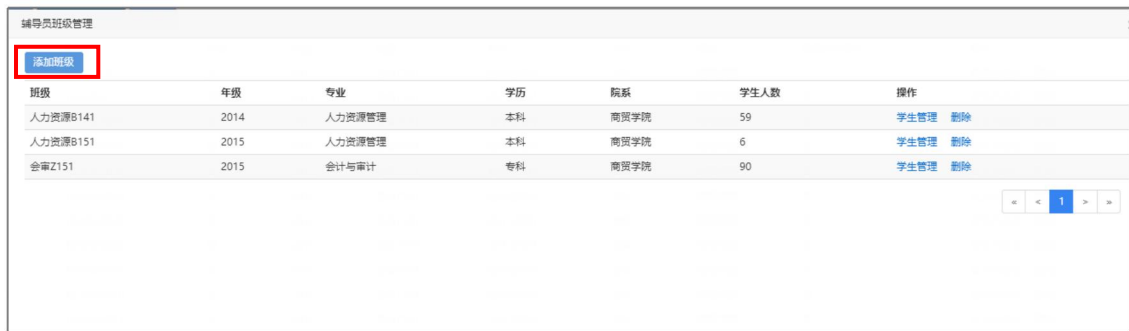 辅导员班级管理
添加班级
班级 年级 专业 学历 院系 学生人数 操作
人力资源B141 2014 人力资源管理 本科 商贸学院 59 学生管理 删除
人力资源B151 2015 人力资源管理 本科 商贸学院 6 学生管理 删除
会审Z151 2015 会计与审计 专科 商贸学院 90 学生管理 删除
« < 1 > »